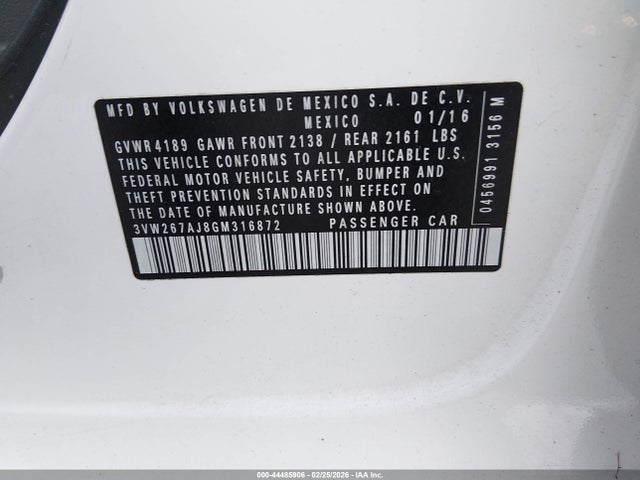 MFD BY VOLKSWAGEN DE MEXICO S.A. DE C.V.
MEXICO 01/16
GVWR 4189 GAWR FRONT 2138 / REAR 2161 LBS
THIS VEHICLE CONFORMS TO ALL APPLICABLE U.S.
FEDERAL MOTOR VEHICLE SAFETY, BUMPER AND
THEFT PREVENTION STANDARDS IN EFFECT ON
THE DATE OF MANUFACTURE SHOWN ABOVE.
3VW267AJ8GM316872 PASSENGER CAR
0456991 3156 M
000-44485906 - 02/25/2026 - IAA